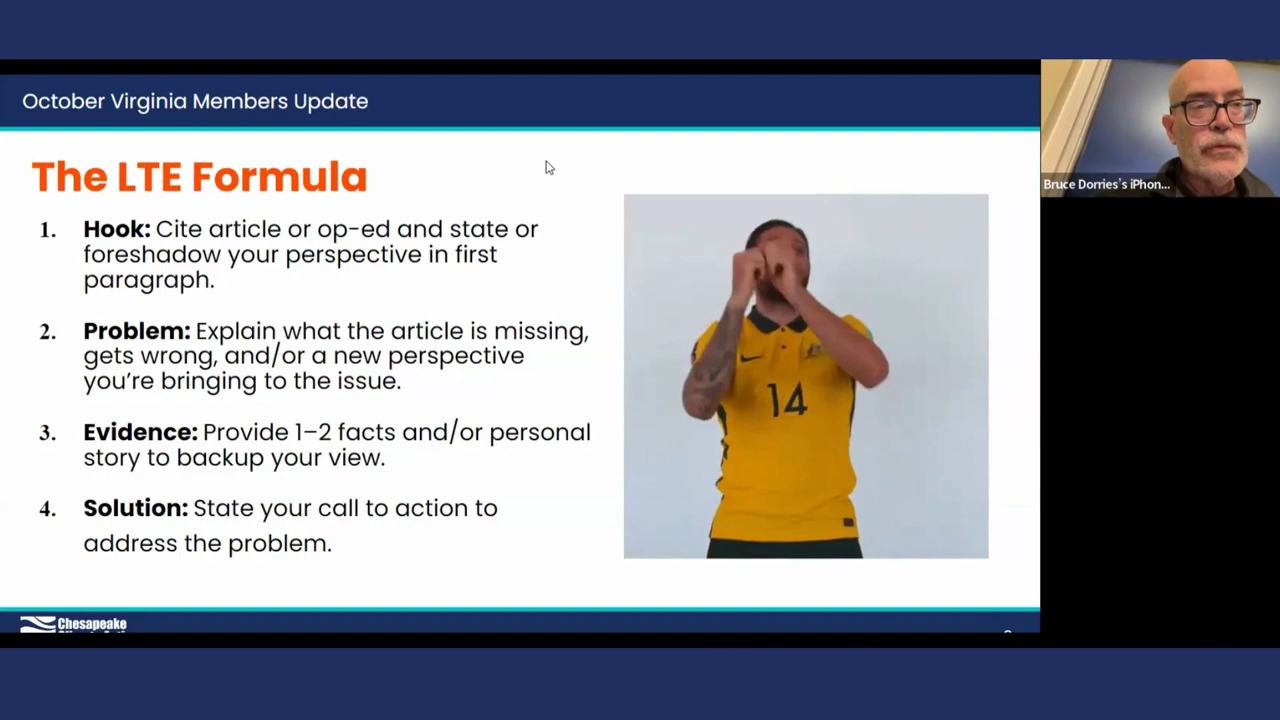 October Virginia Members Update
The LTE Formula
1. Hook: Cite article or op-ed and state or
foreshadow your perspective in first
paragraph.
2. Problem: Explain what the article is missing,
gets wrong, and/or a new perspective
you're bringing to the issue.
3. Evidence: Provide 1–2 facts and/or personal
story to backup your view.
4. Solution: State your call to action to
address the problem.
14
Chesapeake
Bruce Dorries's iPhon...